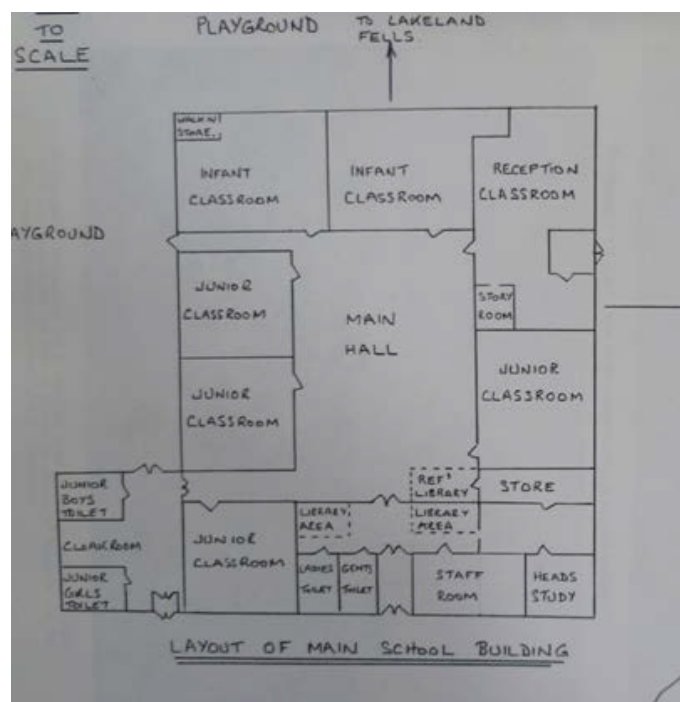 TO
SCALE
PLAYGROUND
TO LAKELAND
FELLS
WALK IN
STORE
INFANT
CLASSROOM
INFANT
CLASSROOM
RECEPTION
CLASSROOM
AYGROUND
JUNIOR
CLASSROOM
STORY
ROOM
MAIN
HALL
JUNIOR
CLASSROOM
JUNIOR
CLASSROOM
JUNIOR
BOYS
TOILET
REF'
LIBRARY
STORE
LIBRARY
AREA
LIBRARY
AREA
CLOAKROOM
JUNIOR
CLASSROOM
JUNIOR
GIRLS
TOILET
LADIES
TOILET
GENTS
TOILET
STAFF
ROOM
HEADS
STUDY
LAYOUT OF MAIN SCHOOL BUILDING